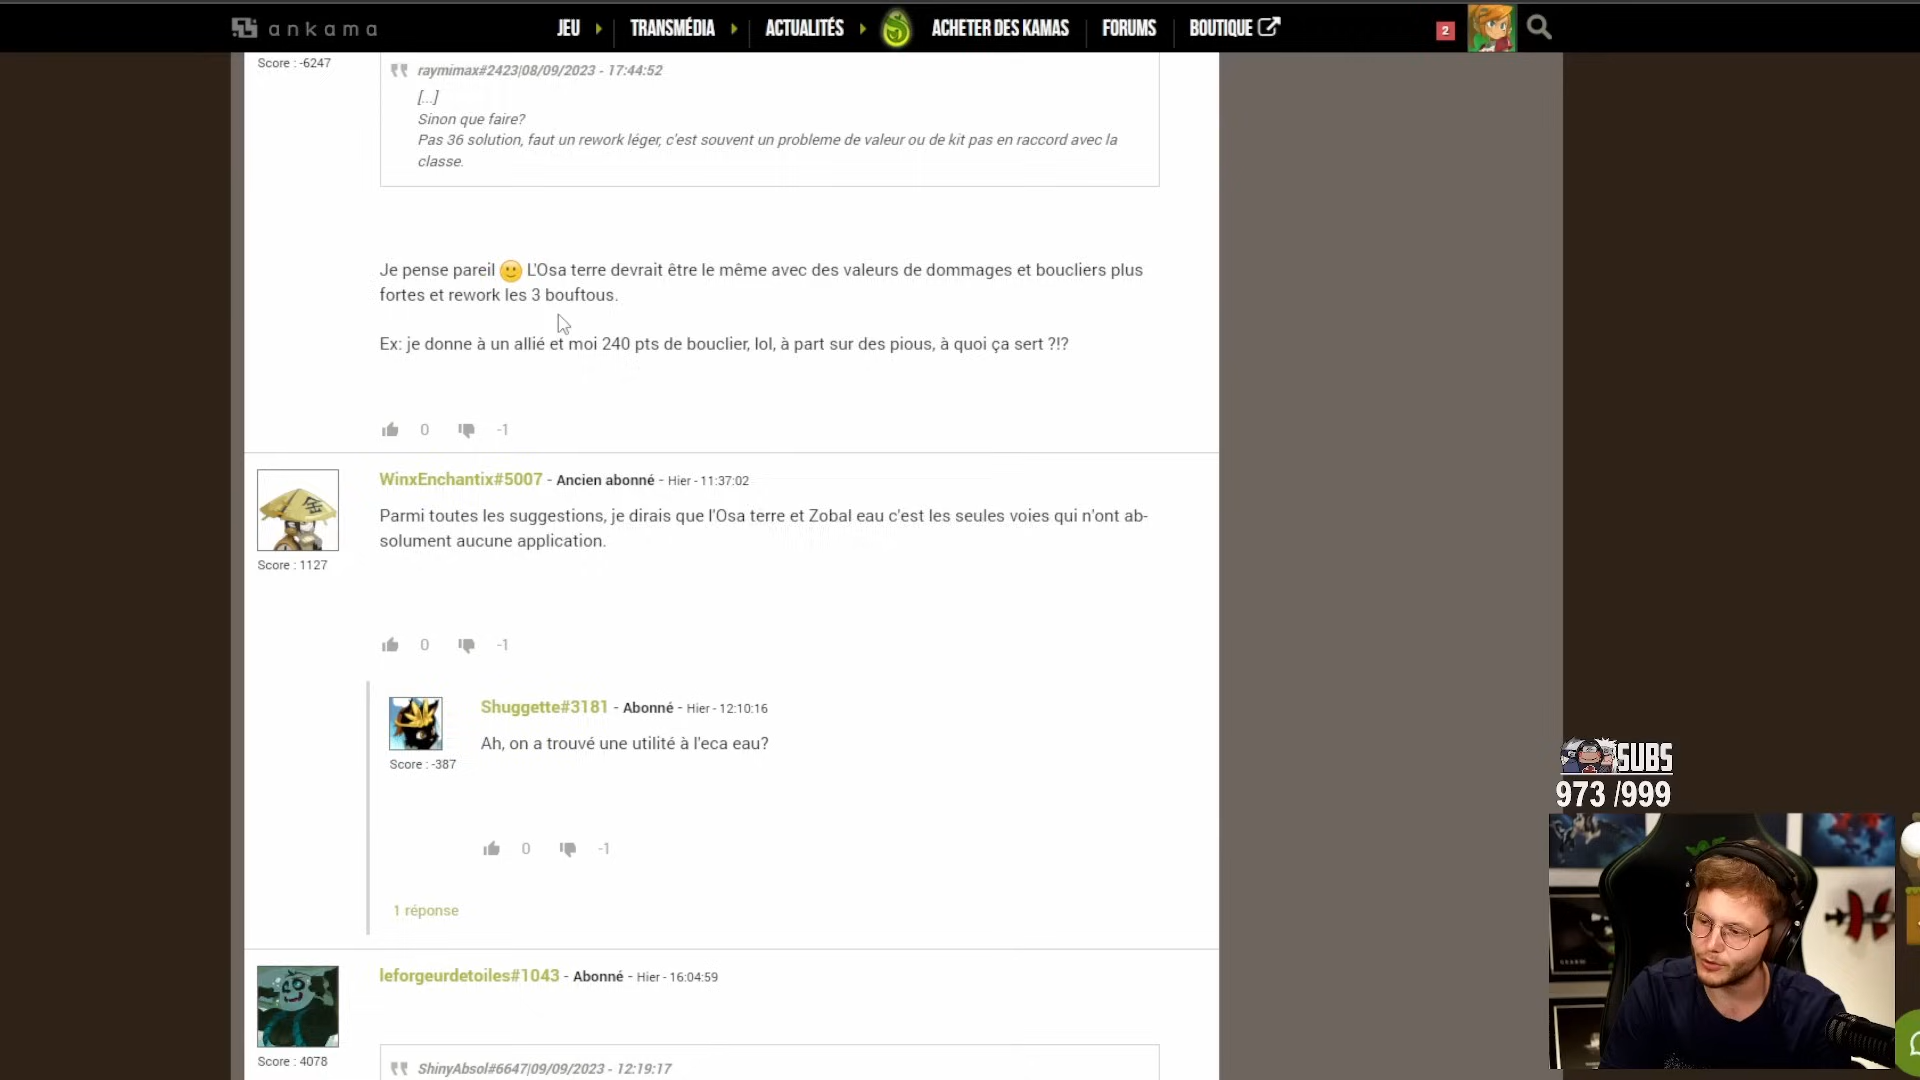 ankama
JEU
TRANSMÉDIA
ACTUALITÉS
ACHETER DES KAMAS
FORUMS
BOUTIQUE
2
Score : -6247
raymimax#2423|08/09/2023 - 17:44:52
[...]
Sinon que faire?
Pas 36 solution, faut un rework léger, c'est souvent un probleme de valeur ou de kit pas en raccord avec la
classe.
Je pense pareil L'Osa terre devrait être le même avec des valeurs de dommages et boucliers plus
fortes et rework les 3 bouftous.
Ex: je donne à un allié et moi 240 pts de bouclier, lol, à part sur des pious, à quoi ça sert ?!?
0 -1
WinxEnchantix#5007 - Ancien abonné - Hier - 11:37:02
Parmi toutes les suggestions, je dirais que l'Osa terre et Zobal eau c'est les seules voies qui n'ont ab-
solument aucune application.
Score : 1127
0 -1
Shuggette#3181 - Abonné - Hier - 12:10:16
Ah, on a trouvé une utilité à l'eca eau?
Score : -387
0 -1
1 réponse
leforgeurdetoiles#1043 - Abonné - Hier - 16:04:59
Score : 4078
ShinyAbsol#6647|09/09/2023 - 12:19:17
SUBS
973 /999